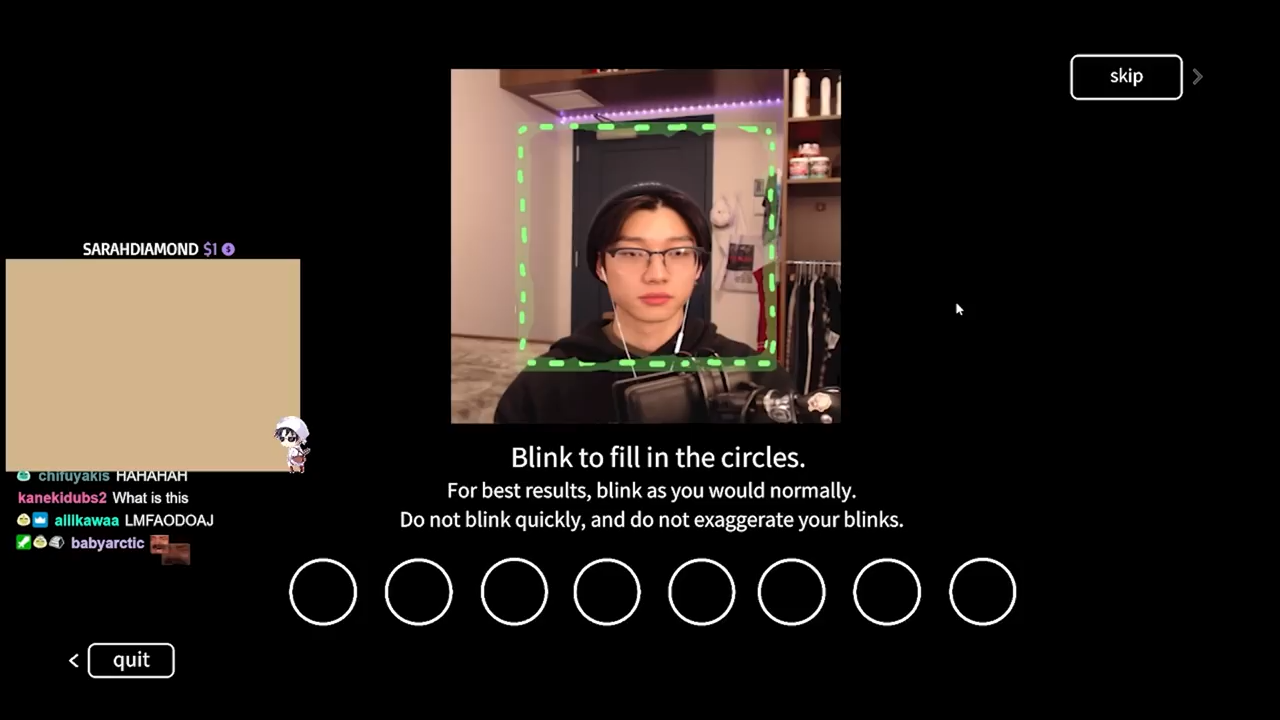 skip
SARAHDIAMOND $1
Blink to fill in the circles.
For best results, blink as you would normally.
Do not blink quickly, and do not exaggerate your blinks.
chifuyakis HAHAHAH
kanekidubs2 What is this
alllkawaa LMFAODOAJ
babyarctic
quit